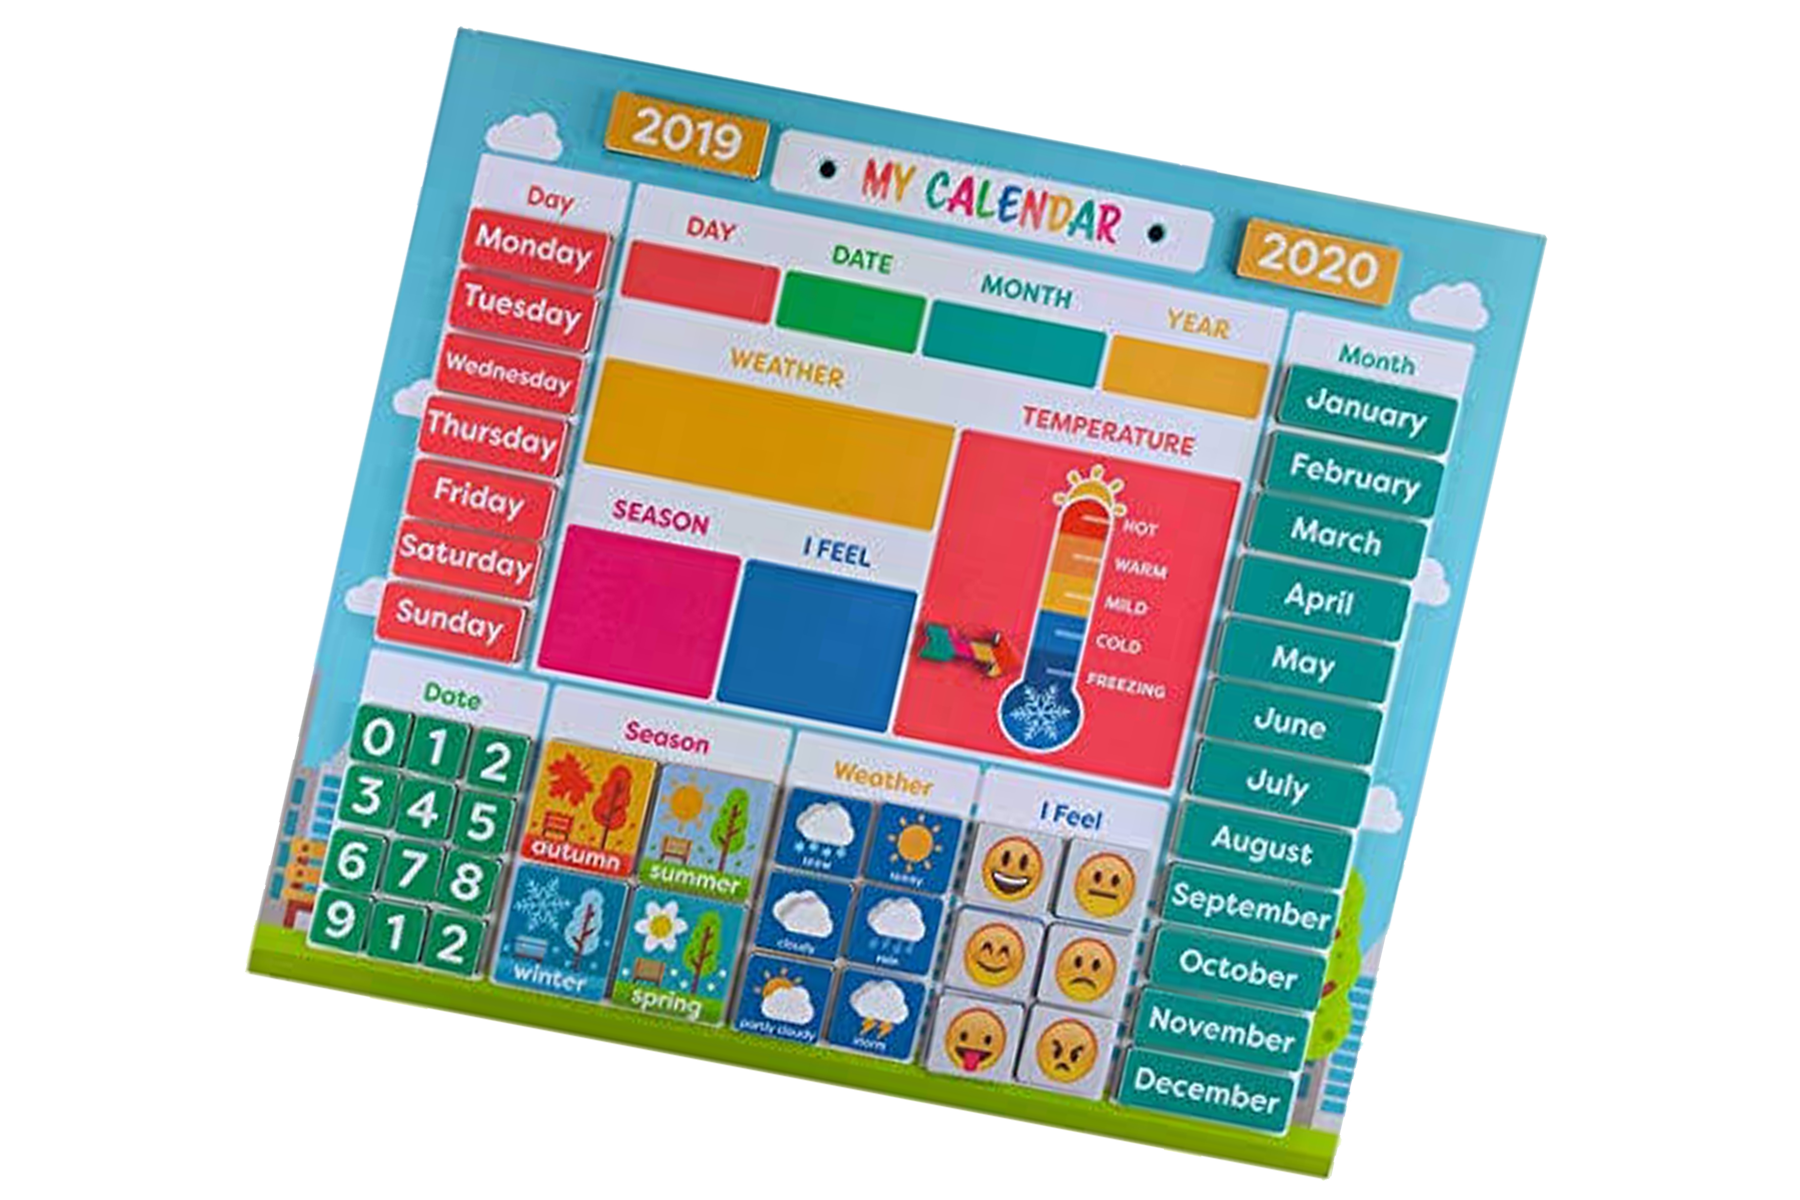 2019
MY CALENDAR
2020
Day
Monday
Tuesday
Wednesday
Thursday
Friday
Saturday
Sunday
DAY
DATE
MONTH
YEAR
WEATHER
TEMPERATURE
HOT
WARM
MILD
COLD
FREEZING
SEASON
I FEEL
Month
January
February
March
April
May
June
July
August
September
October
November
December
Date
0 1 2
3 4 5
6 7 8
9 1 2
Season
autumn
summer
winter
spring
Weather
snow
sunny
cloudy
rain
partly cloudy
storm
I Feel